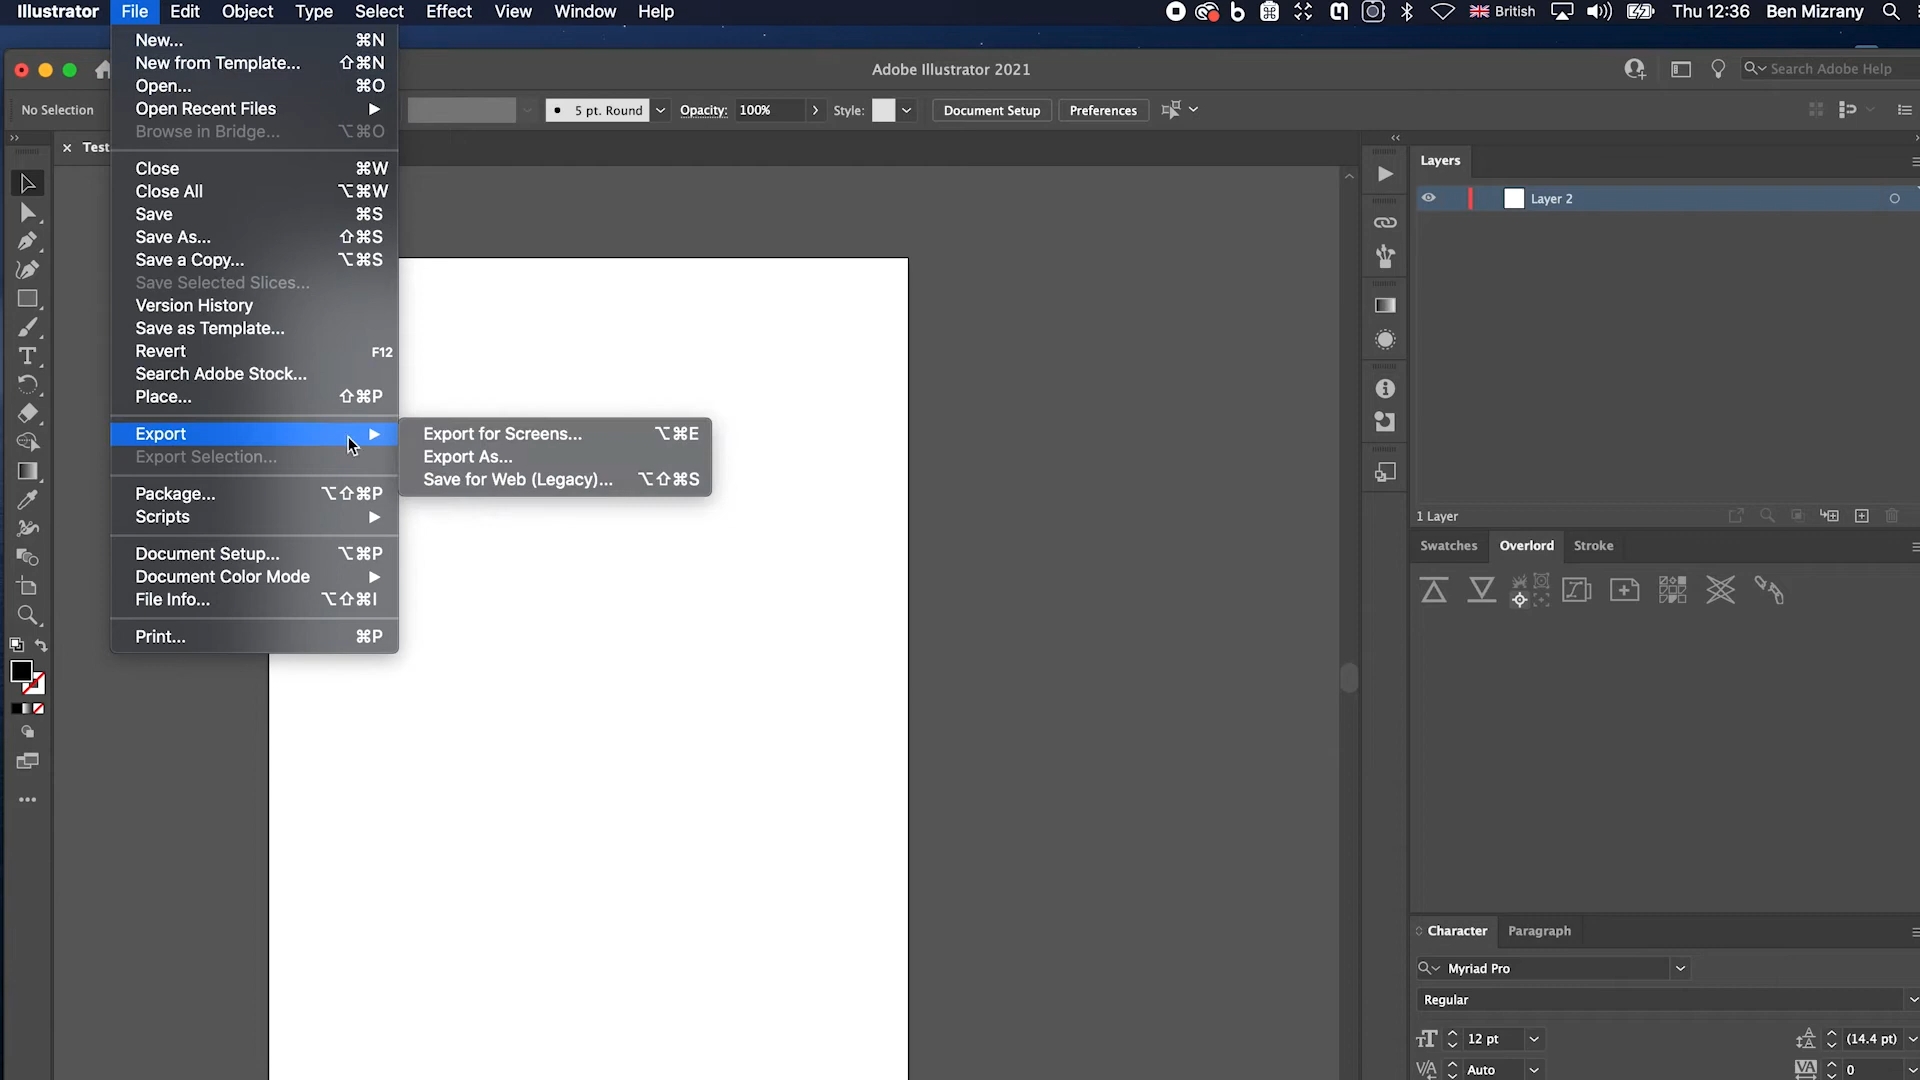 Illustrator File Edit Object Type Select Effect View Window Help
British Thu 12:36 Ben Mizrany
Adobe Illustrator 2021
Search Adobe Help
No Selection
5 pt. Round Opacity: 100% Style: Document Setup Preferences
× Test
New... ⌘N
New from Template... ⇧⌘N
Open... ⌘O
Open Recent Files ▶
Browse in Bridge... ⌥⌘O
Close ⌘W
Close All ⌥⌘W
Save ⌘S
Save As... ⇧⌘S
Save a Copy... ⌥⌘S
Save Selected Slices...
Version History
Save as Template...
Revert F12
Search Adobe Stock...
Place... ⇧⌘P
Export ▶
Export Selection...
Package... ⌥⇧⌘P
Scripts ▶
Document Setup... ⌥⌘P
Document Color Mode ▶
File Info... ⌥⇧⌘I
Print... ⌘P
Export for Screens... ⌥⌘E
Export As...
Save for Web (Legacy)... ⌥⇧⌘S
Layers
Layer 2
1 Layer
Swatches Overlord Stroke
Character Paragraph
Myriad Pro
Regular
12 pt (14.4 pt)
Auto 0